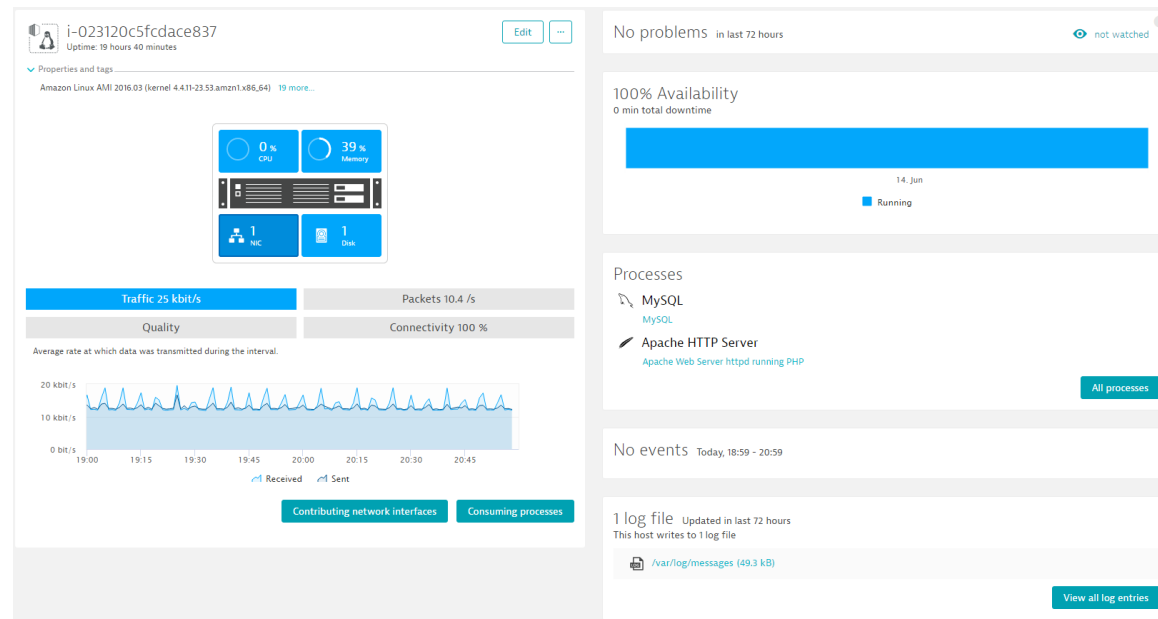 i-023120c5fcdace837
Uptime: 19 hours 40 minutes
Edit
...
Properties and tags
Amazon Linux AMI 2016.03 (kernel 4.4.11-23.53.amzn1.x86_64) 19 more...
0 %
CPU
39 %
Memory
1
NIC
1
Disk
Traffic 25 kbit/s
Packets 10.4 /s
Quality
Connectivity 100 %
Average rate at which data was transmitted during the interval.
20 kbit/s
10 kbit/s
0 bit/s
19:00 19:15 19:30 19:45 20:00 20:15 20:30 20:45
Received Sent
Contributing network interfaces
Consuming processes
No problems in last 72 hours
not watched
100% Availability
0 min total downtime
14. Jun
Running
Processes
MySQL
MySQL
Apache HTTP Server
Apache Web Server httpd running PHP
All processes
No events Today, 18:59 - 20:59
1 log file Updated in last 72 hours
This host writes to 1 log file
/var/log/messages (49.3 kB)
View all log entries